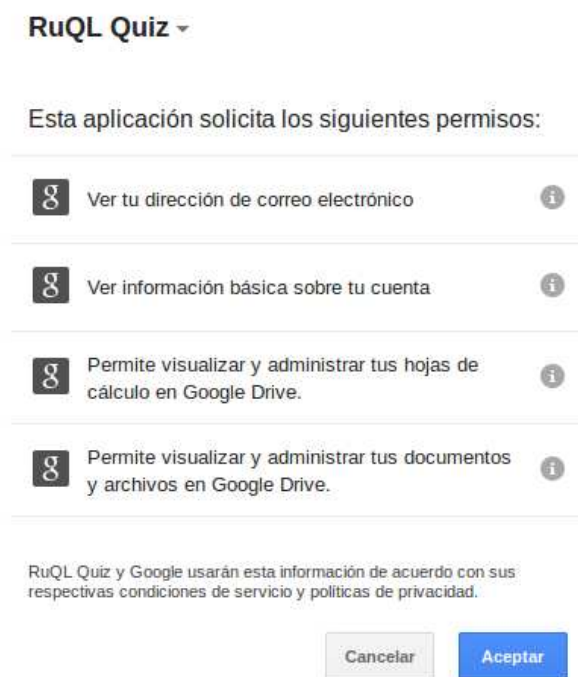 RuQL Quiz
Esta aplicación solicita los siguientes permisos:
g Ver tu dirección de correo electrónico i
g Ver información básica sobre tu cuenta i
g Permite visualizar y administrar tus hojas de
cálculo en Google Drive. i
g Permite visualizar y administrar tus documentos
y archivos en Google Drive. i
RuQL Quiz y Google usarán esta información de acuerdo con sus
respectivas condiciones de servicio y políticas de privacidad.
Cancelar Aceptar